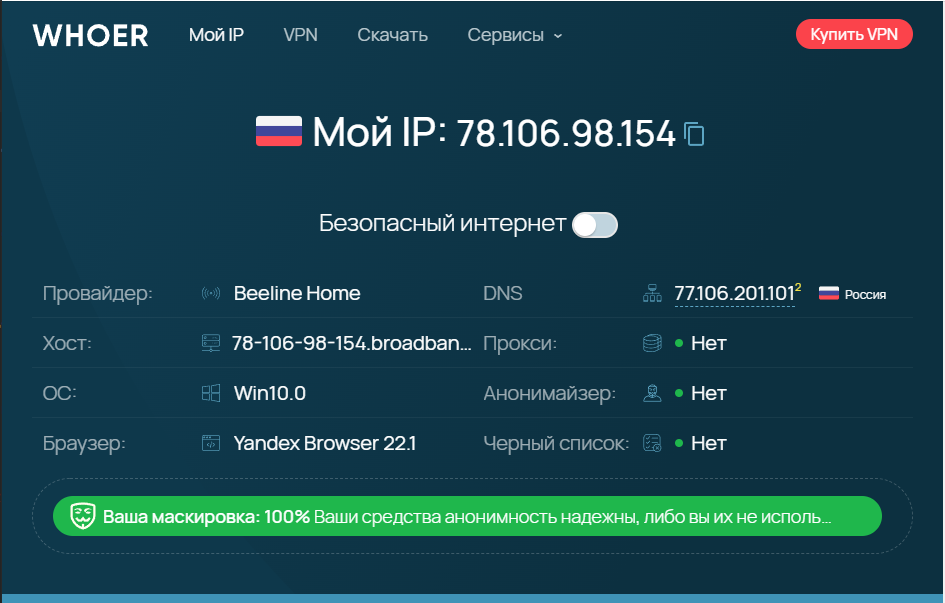 WHOER Мой IP VPN Скачать Сервисы Купить VPN
Мой IP: 78.106.98.154
Безопасный интернет
Провайдер: Beeline Home DNS 77.106.201.101² Россия
Хост: 78-106-98-154.broadban... Прокси: Нет
ОС: Win10.0 Анонимайзер: Нет
Браузер: Yandex Browser 22.1 Черный список: Нет
Ваша маскировка: 100% Ваши средства анонимность надежны, либо вы их не исполь...